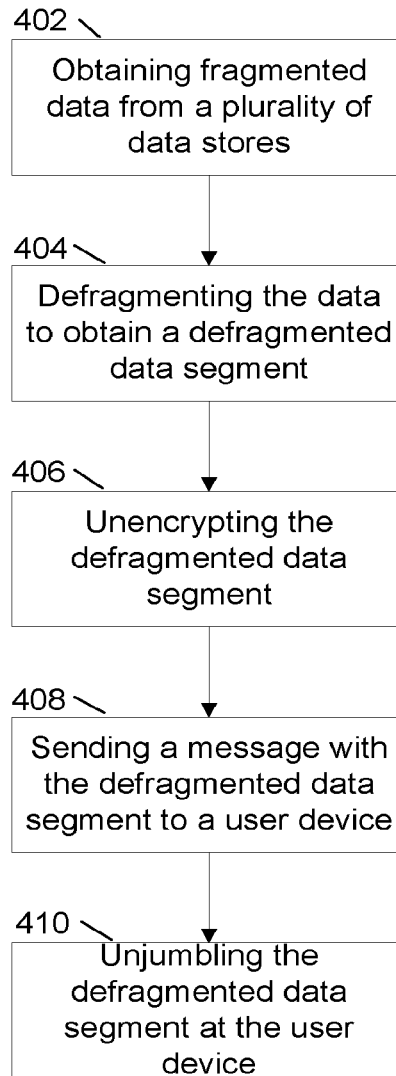 402
Obtaining fragmented
data from a plurality of
data stores
404
Defragmenting the data
to obtain a defragmented
data segment
406
Unencrypting the
defragmented data
segment
408
Sending a message with
the defragmented data
segment to a user device
410
Unjumbling the
defragmented data
segment at the user
device